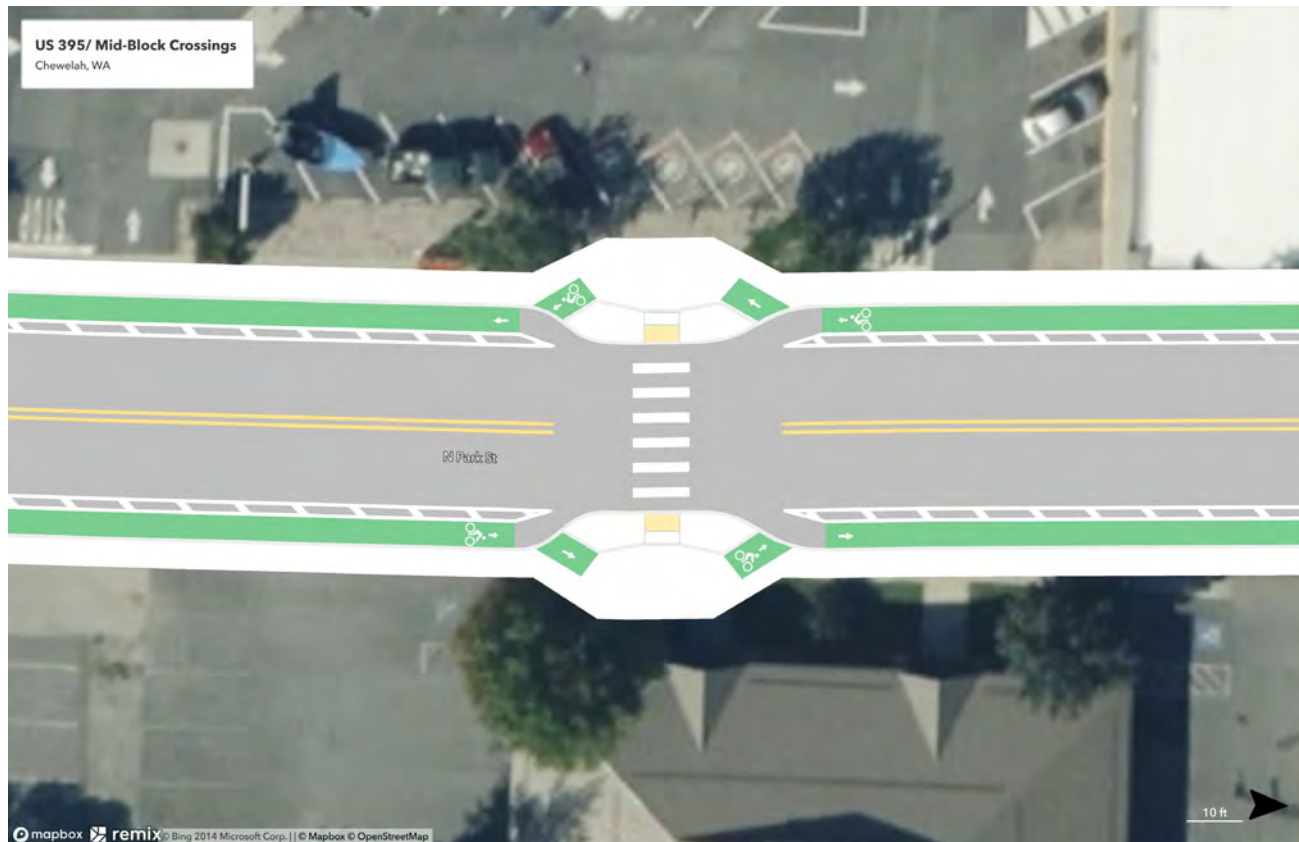 US 395/ Mid-Block Crossings
Chewelah, WA
STOP
N Park St
10 ft
mapbox remix © Bing 2014 Microsoft Corp. | | © Mapbox © OpenStreetMap